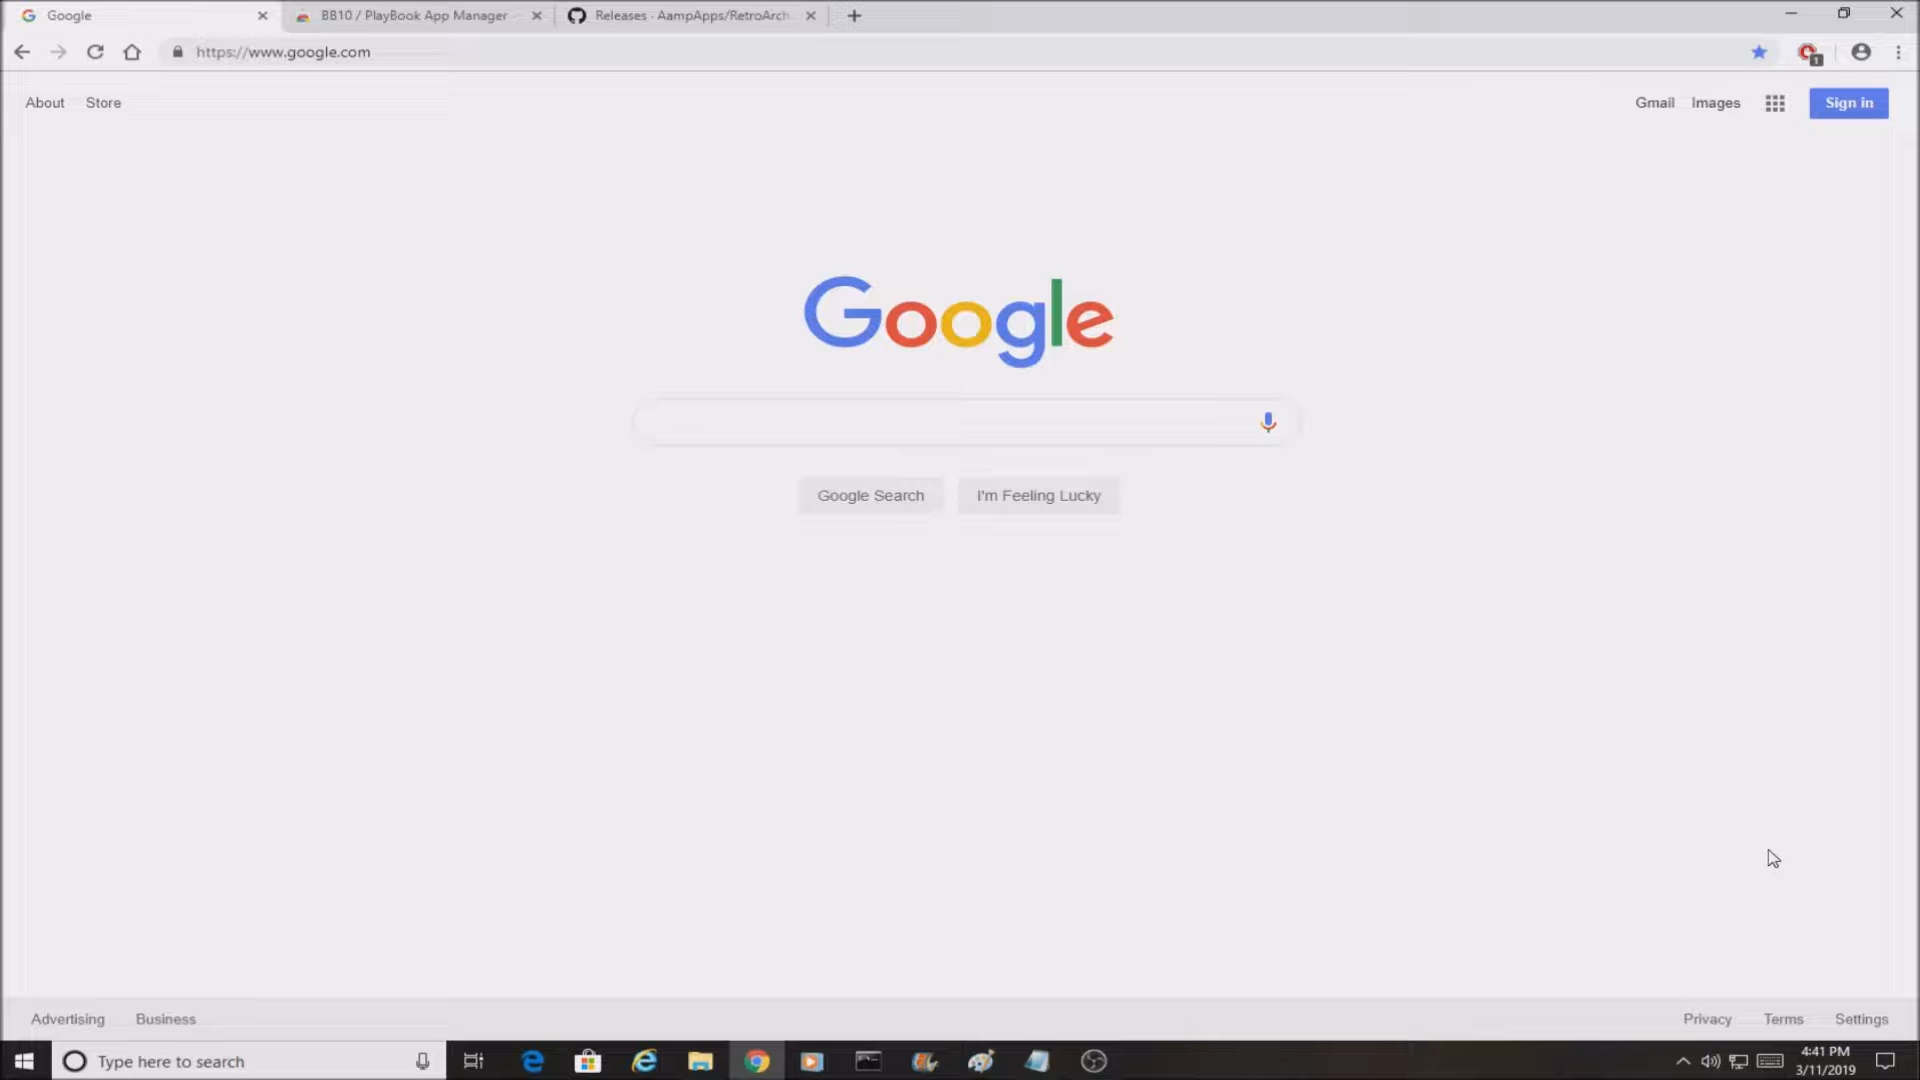 Google
BB10 / PlayBook App Manager
Releases · AampApps/RetroArch
https://www.google.com
1
About
Store
Gmail
Images
Sign in
Google
Google Search
I'm Feeling Lucky
Advertising
Business
Privacy
Terms
Settings
Type here to search
4:41 PM
3/11/2019